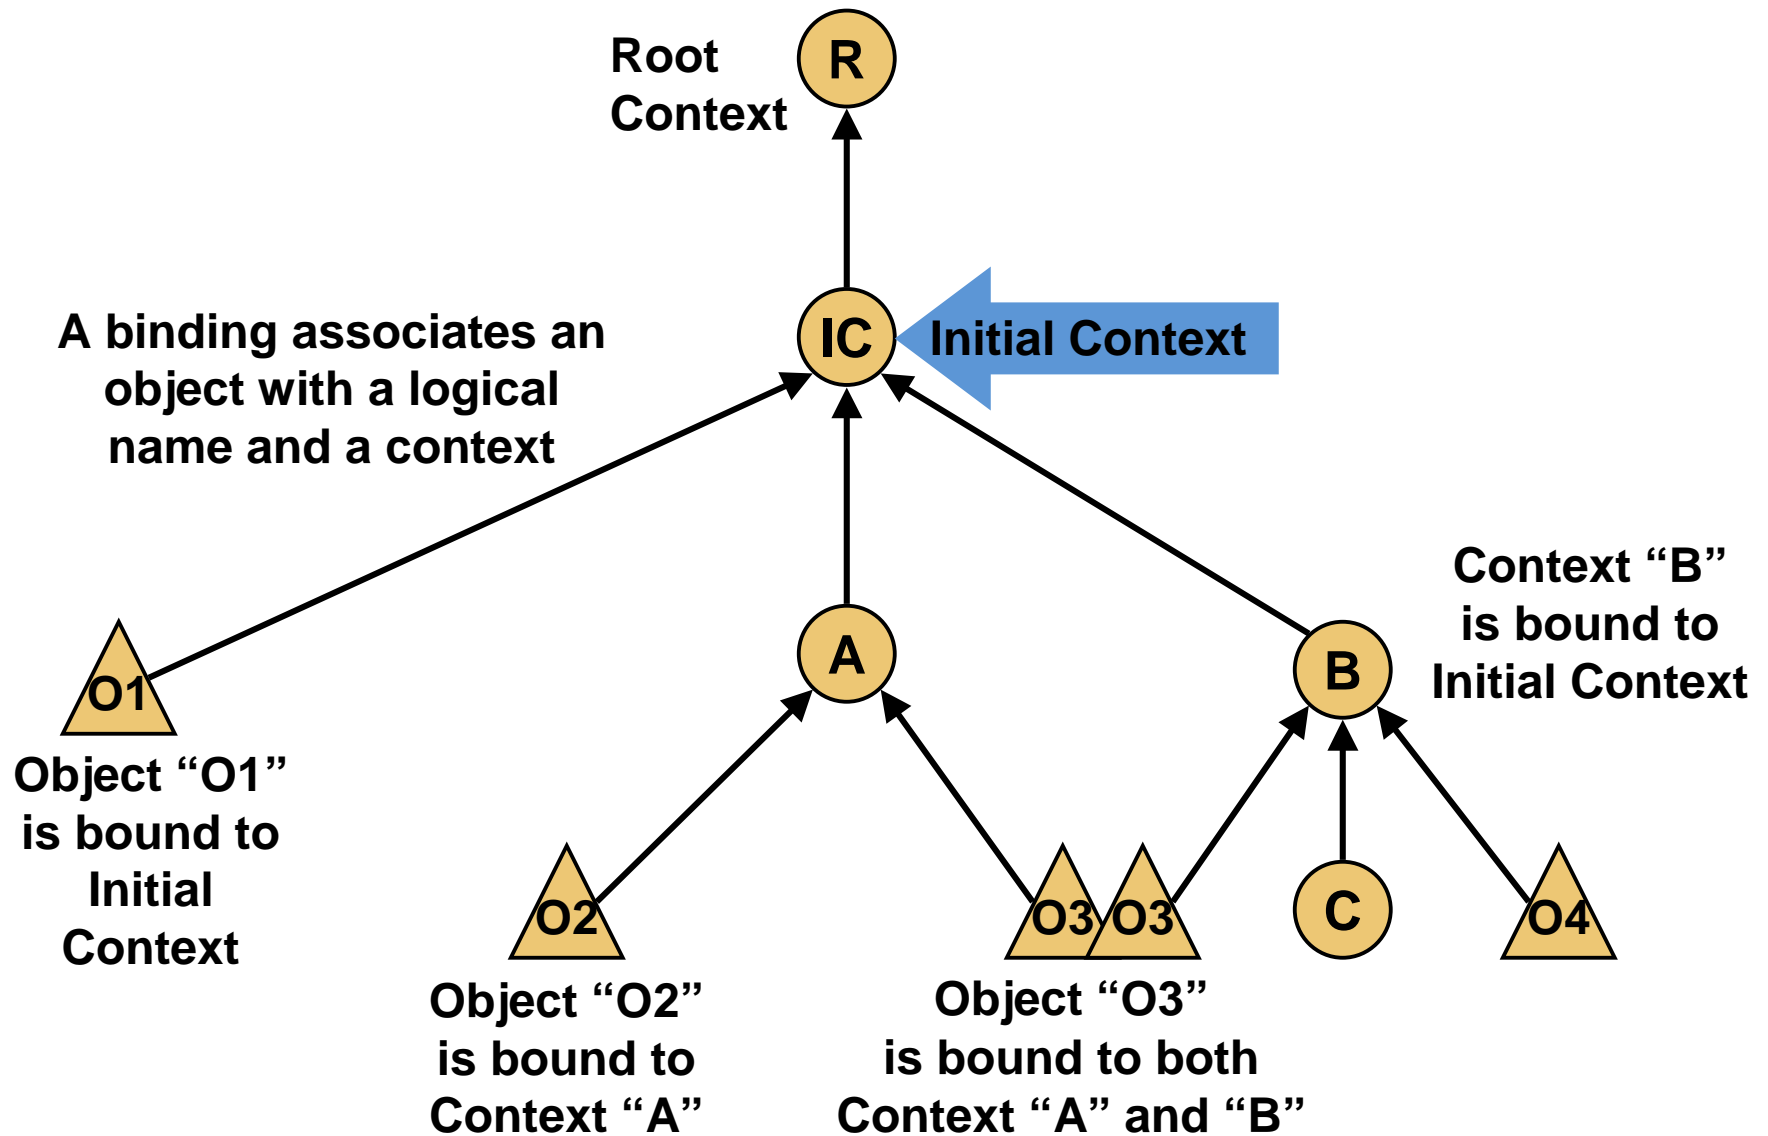 Root
Context
R
A binding associates an
object with a logical
name and a context
IC
Initial Context
Context “B”
is bound to
Initial Context
O1
A
B
Object “O1”
is bound to
Initial
Context
O2
O3
O3
C
O4
Object “O2”
is bound to
Context “A”
Object “O3”
is bound to both
Context “A” and “B”